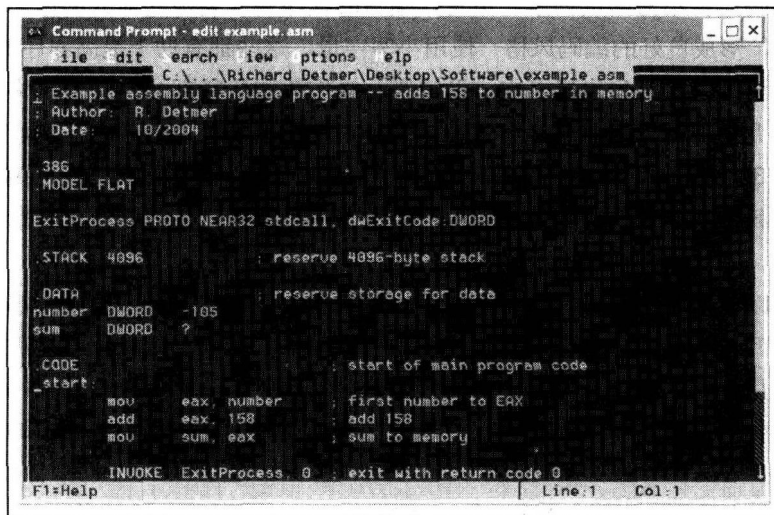 Command Prompt - edit example.asm
ile dit earch iew ptions elp
C:\...\Richard Detmer\Desktop\Software\example.asm
; Example assembly language program -- adds 158 to number in memory
; Author: R. Detmer
; Date: 10/2004
.386
.MODEL FLAT
ExitProcess PROTO NEAR32 stdcall, dwExitCode:DWORD
.STACK 4096 ; reserve 4096-byte stack
.DATA ; reserve storage for data
number DWORD -105
sum DWORD ?
.CODE ; start of main program code
_start:
mov eax, number ; first number to EAX
add eax, 158 ; add 158
mov sum, eax ; sum to memory
INVOKE ExitProcess, 0 ; exit with return code 0
F1=Help Line:1 Col:1